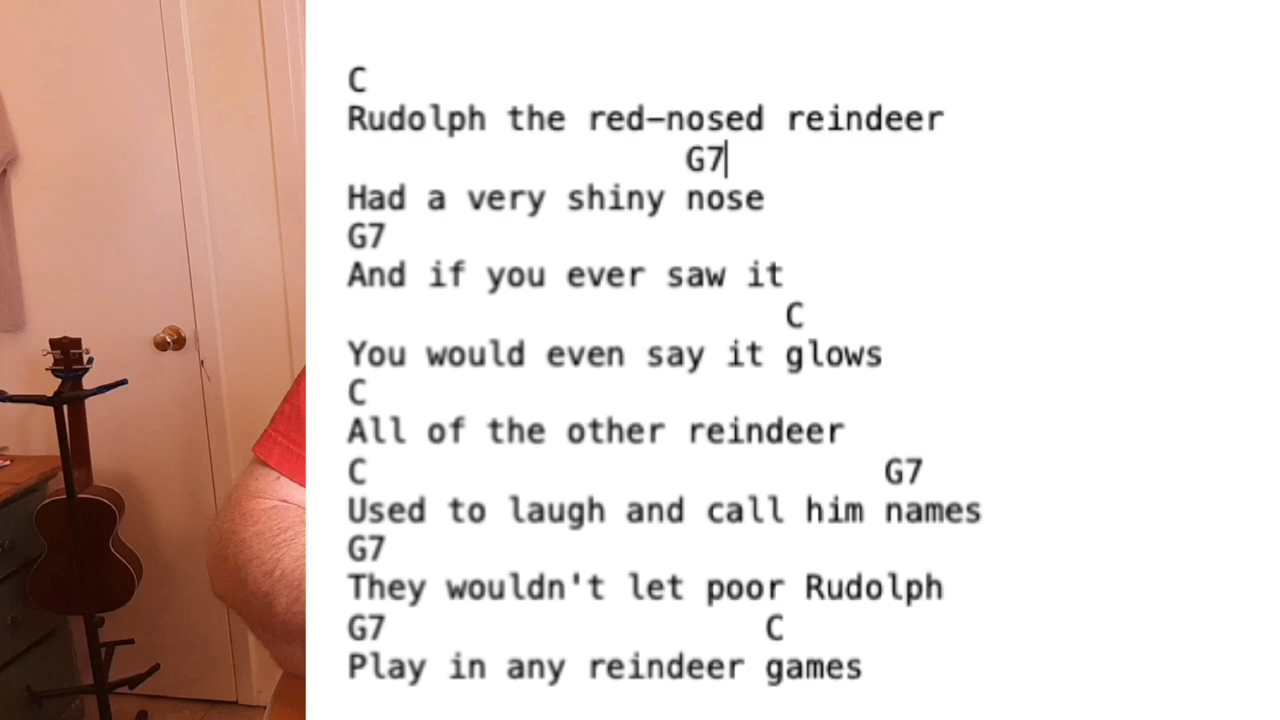 C
Rudolph the red-nosed reindeer
G7
Had a very shiny nose
G7
And if you ever saw it
C
You would even say it glows
C
All of the other reindeer
C G7
Used to laugh and call him names
G7
They wouldn't let poor Rudolph
G7 C
Play in any reindeer games